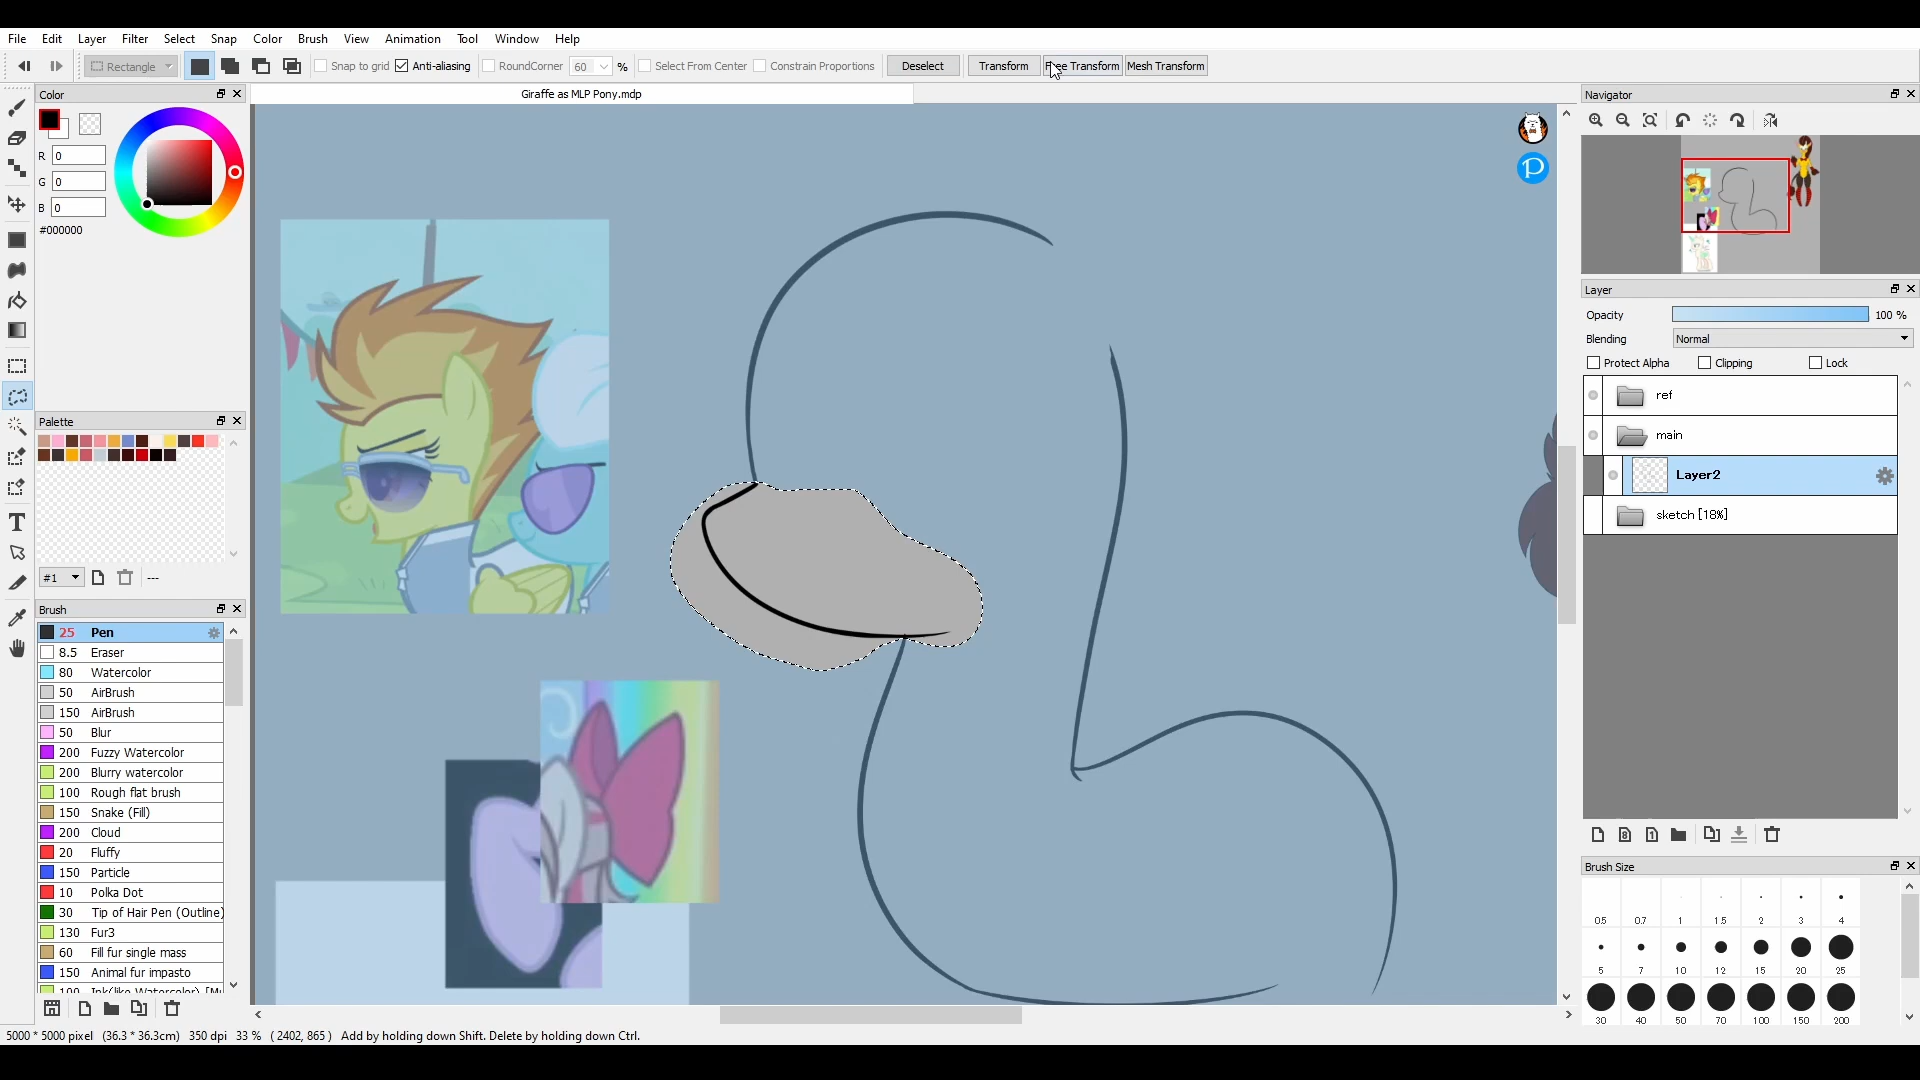 File Edit Layer Filter Select Snap Color Brush View Animation Tool Window Help
Rectangle Snap to grid Anti-aliasing RoundCorner 60 % Select From Center Constrain Proportions Deselect Transform Free Transform Mesh Transform
Giraffe as MLP Pony.mdp
Color
R 0
G 0
B 0
#000000
Palette
#1 ---
Brush
25 Pen
8.5 Eraser
80 Watercolor
50 AirBrush
150 AirBrush
50 Blur
200 Fuzzy Watercolor
200 Blurry watercolor
100 Rough flat brush
150 Snake (Fill)
200 Cloud
20 Fluffy
150 Particle
10 Polka Dot
30 Tip of Hair Pen (Outline)
130 Fur3
60 Fill fur single mass
150 Animal fur impasto
Navigator
Layer
Opacity 100 %
Blending Normal
Protect Alpha Clipping Lock
ref
main
Layer2
sketch [18%]
8 1
Brush Size
0.5 0.7 1 1.5 2 3 4
5 7 10 12 15 20 25
30 40 50 70 100 150 200
5000 * 5000 pixel (36.3 * 36.3cm) 350 dpi 33 % ( 2402, 865 ) Add by holding down Shift. Delete by holding down Ctrl.